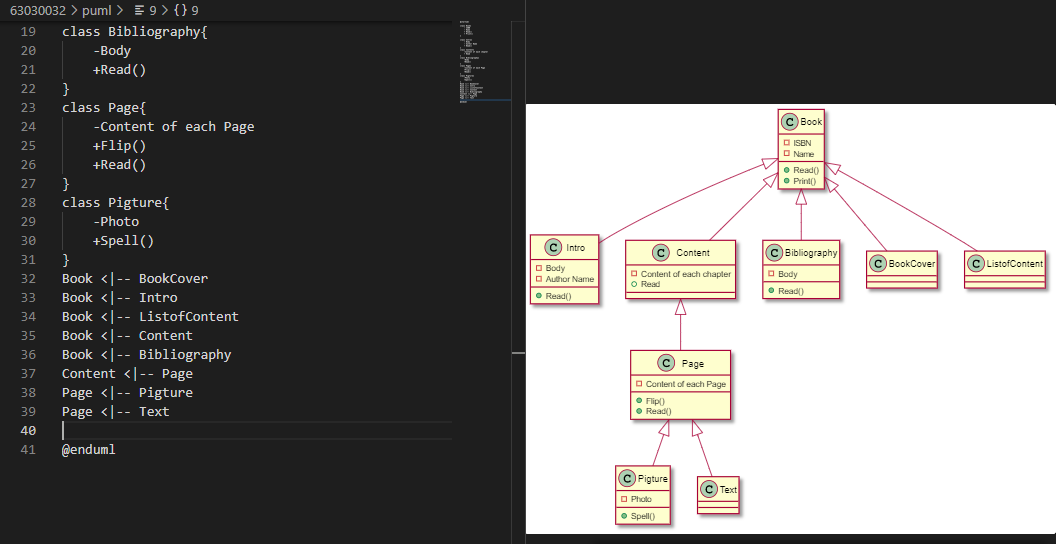 63030032 > puml > 9 > {} 9
19 class Bibliography{
20 -Body
21 +Read()
22 }
23 class Page{
24 -Content of each Page
25 +Flip()
26 +Read()
27 }
28 class Pigture{
29 -Photo
30 +Spell()
31 }
32 Book <|-- BookCover
33 Book <|-- Intro
34 Book <|-- ListofContent
35 Book <|-- Content
36 Book <|-- Bibliography
37 Content <|-- Page
38 Page <|-- Pigture
39 Page <|-- Text
40
41 @enduml
C Book
ISBN
Name
Read()
Print()
C Intro
Body
Author Name
Read()
C Content
Content of each chapter
Read
C Bibliography
Body
Read()
C BookCover
C ListofContent
C Page
Content of each Page
Flip()
Read()
C Pigture
Photo
Spell()
C Text